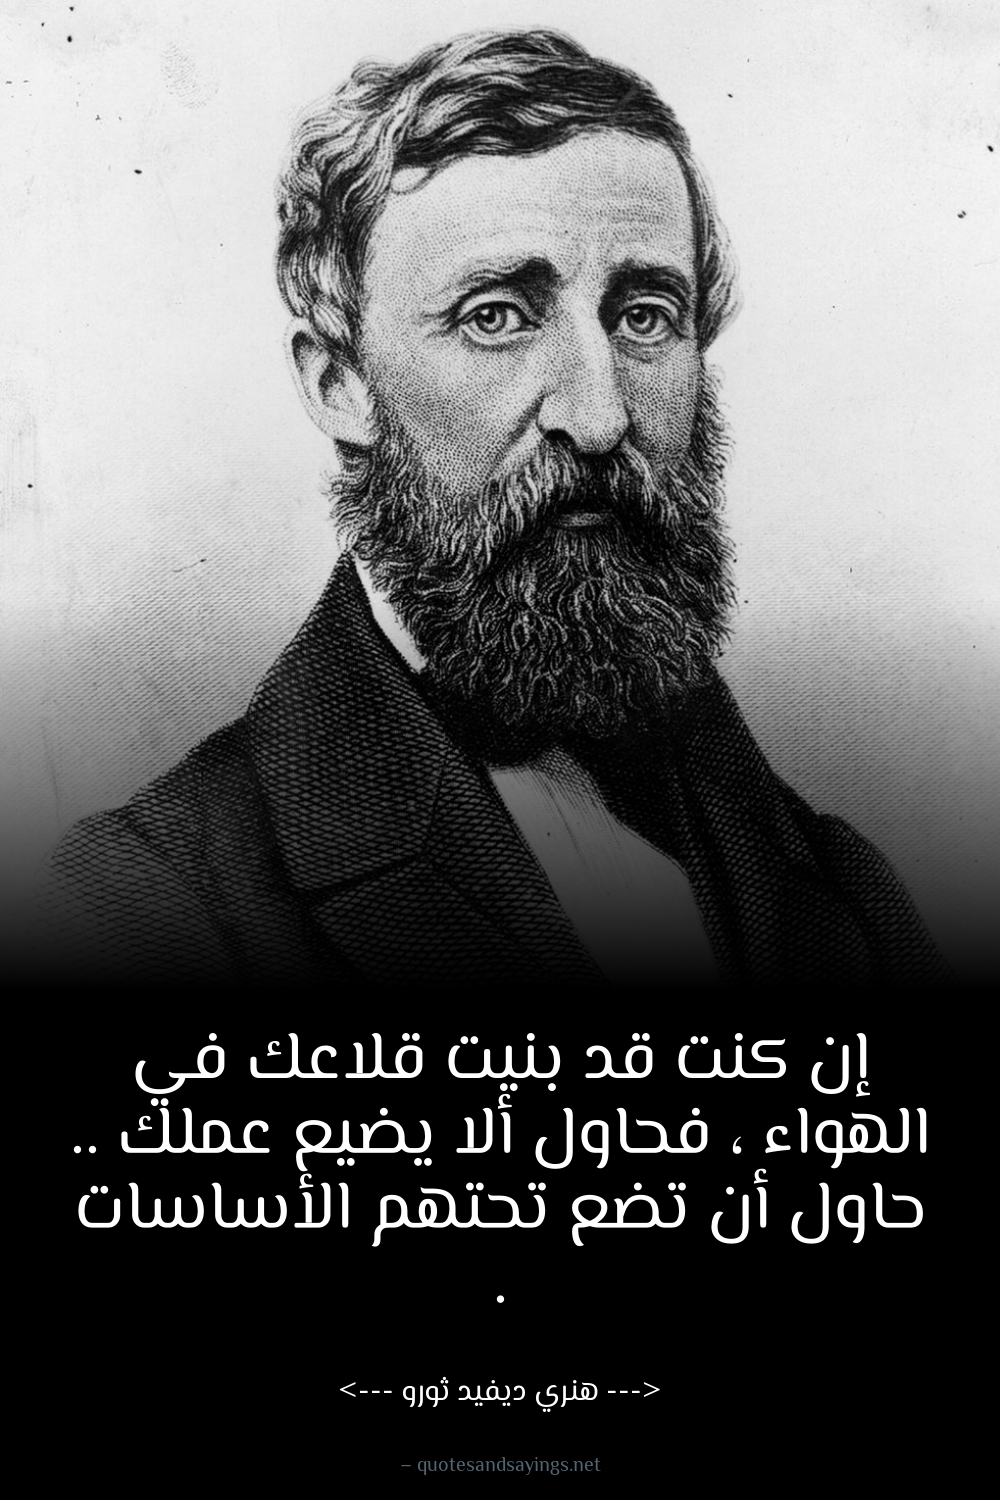 إن كنت قد بنيت قلاعك في
الهواء ، فحاول ألا يضيع عملك ..
حاول أن تضع تحتهم الأساسات
.
<--- هنري ديفيد ثورو --->
– quotesandsayings.net